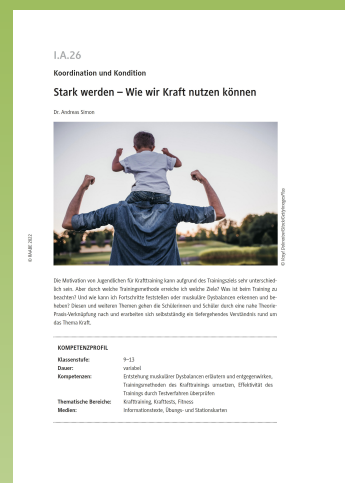 I.A.26
Koordination und Kondition
Stark werden – Wie wir Kraft nutzen können
Dr. Andreas Simon
© RAABE 2022
Die Motivation von Jugendlichen für Krafttraining kann aufgrund des Trainingsziels sehr unterschied-
lich sein. Aber durch welche Trainingsmethode erreiche ich welche Ziele? Was ist beim Training zu
beachten? Und wie kann ich Fortschritte feststellen oder muskuläre Dysbalancen erkennen und be-
heben? Diesen und weiteren Themen gehen die Schülerinnen und Schüler durch eine nahe Theorie-
Praxis-Verknüpfung nach und erarbeiten sich selbstständig ein tiefergehendes Verständnis rund um
das Thema Kraft.
KOMPETENZPROFIL
Klassenstufe: 9–13
Dauer: variabel
Kompetenzen: Entstehung muskulärer Dysbalancen erläutern und entgegenwirken,
Trainingsmethoden des Krafttrainings umsetzen, Effektivität des
Trainings durch Testverfahren überprüfen
Thematische Bereiche: Krafttraining, Krafttests, Fitness
Medien: Informationstexte, Übungs- und Stationskarten